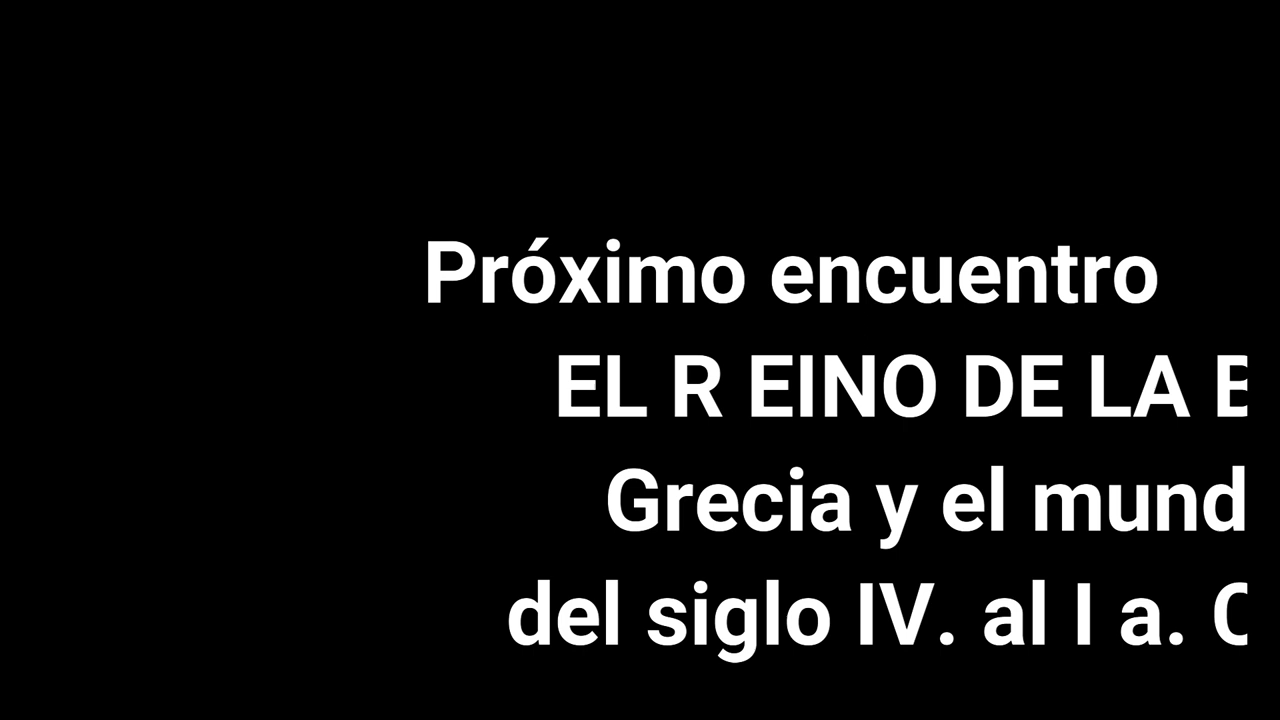 Próximo encuentro
EL R EINO DE LA
Grecia y el mund
del siglo IV. al I a.